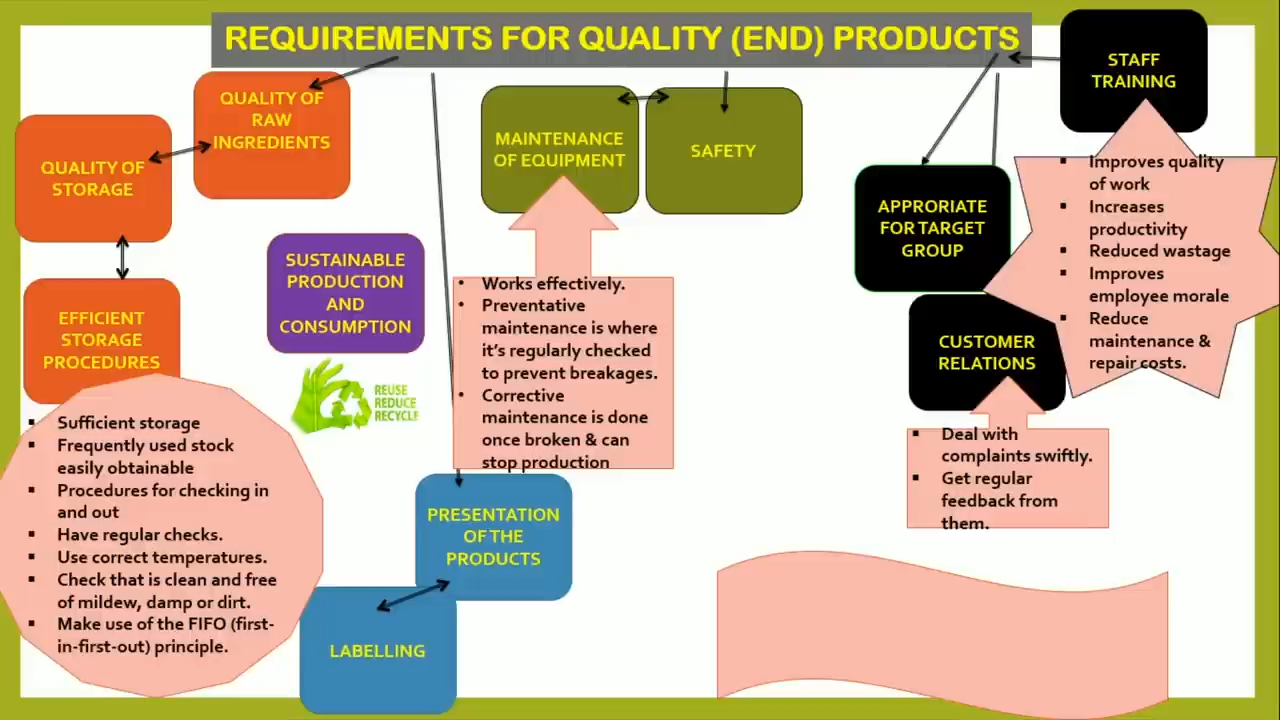 REQUIREMENTS FOR QUALITY (END) PRODUCTS
QUALITY OF
RAW
INGREDIENTS
QUALITY OF
STORAGE
EFFICIENT
STORAGE
PROCEDURES
▪ Sufficient storage
▪ Frequently used stock
easily obtainable
▪ Procedures for checking in
and out
▪ Have regular checks.
▪ Use correct temperatures.
▪ Check that is clean and free
of mildew, damp or dirt.
▪ Make use of the FIFO (first-
in-first-out) principle.
SUSTAINABLE
PRODUCTION
AND
CONSUMPTION
REUSE
REDUCE
RECYCLE
PRESENTATION
OF THE
PRODUCTS
LABELLING
MAINTENANCE
OF EQUIPMENT
SAFETY
• Works effectively.
• Preventative
maintenance is where
it's regularly checked
to prevent breakages.
• Corrective
maintenance is done
once broken & can
stop production
APPRORIATE
FOR TARGET
GROUP
CUSTOMER
RELATIONS
▪ Deal with
complaints swiftly.
▪ Get regular
feedback from
them.
STAFF
TRAINING
▪ Improves quality
of work
▪ Increases
productivity
▪ Reduced wastage
▪ Improves
employee morale
▪ Reduce
maintenance &
repair costs.